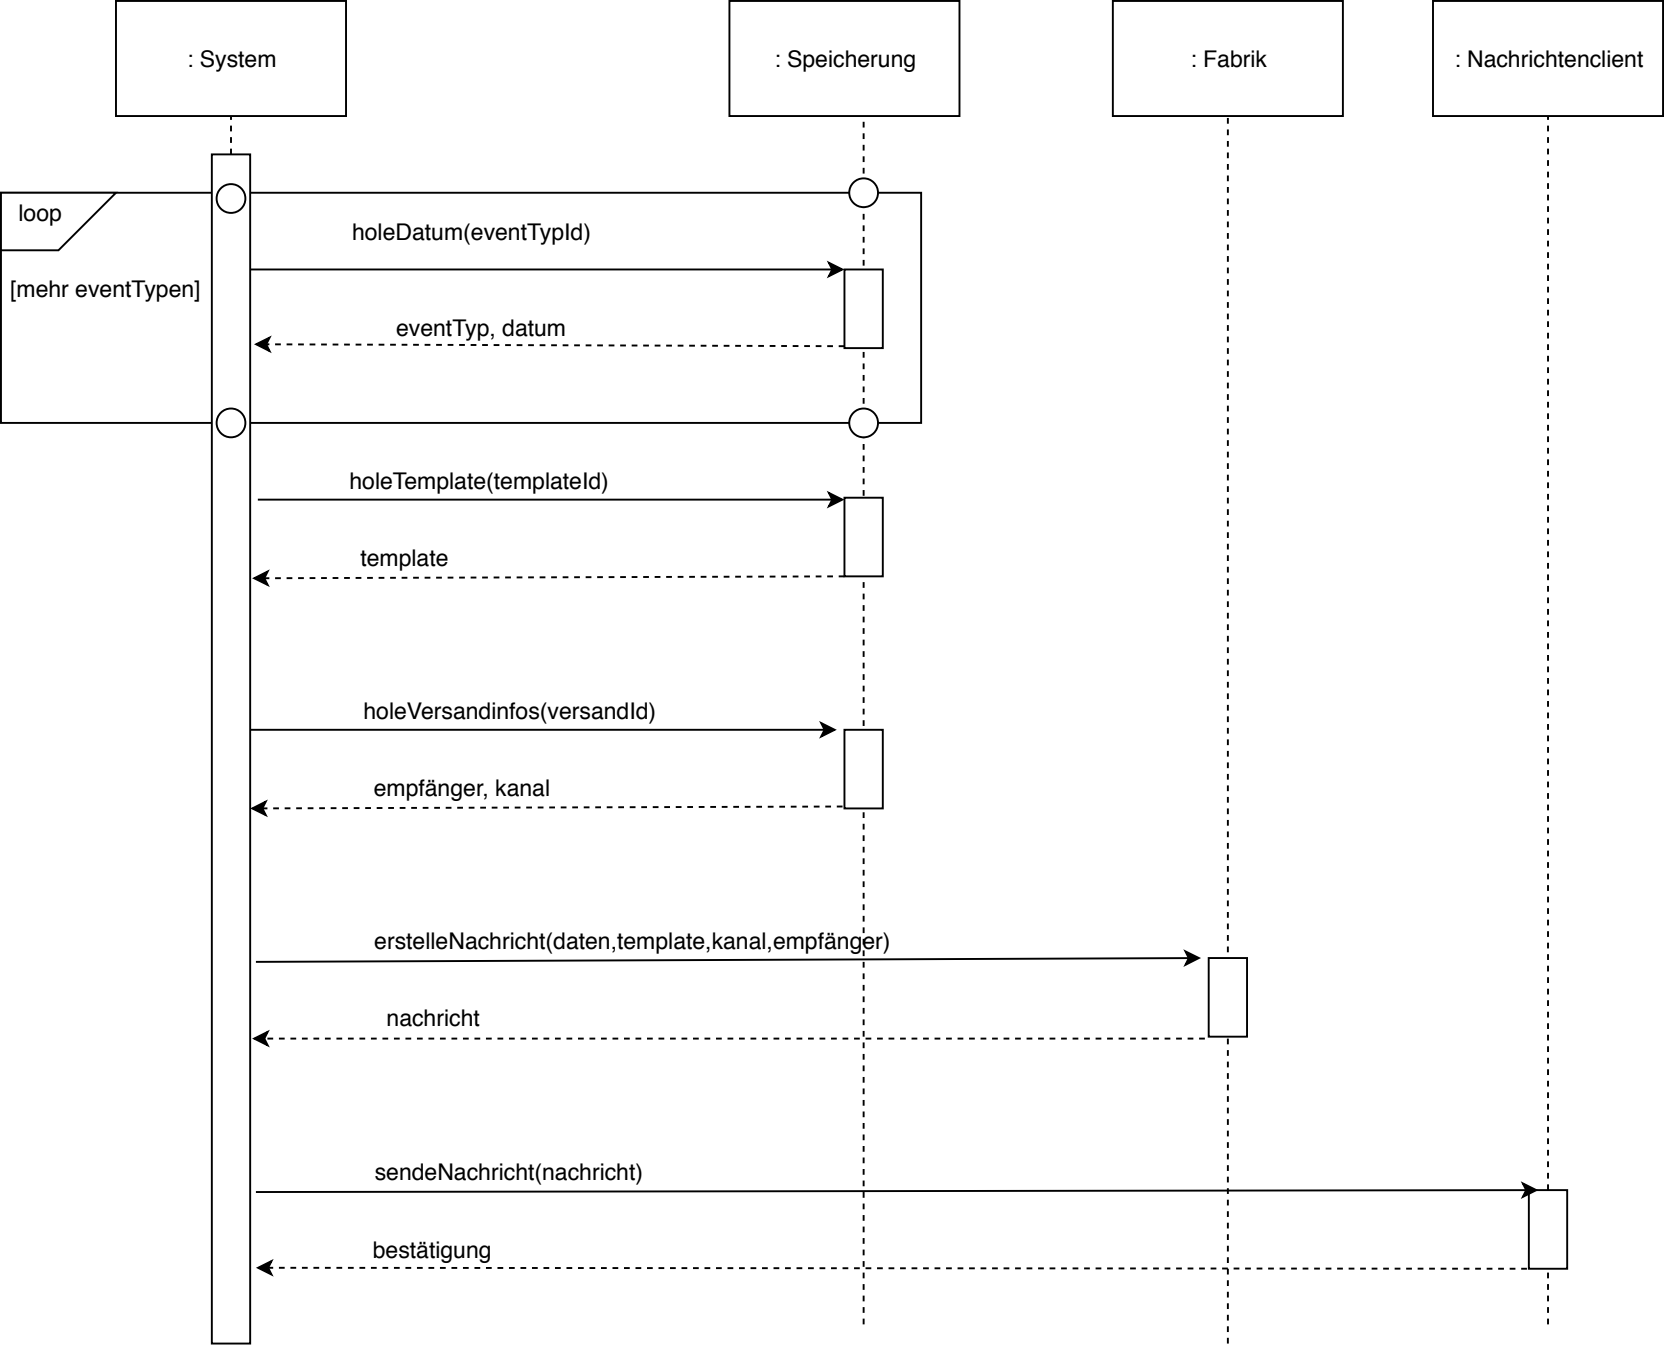 : System
: Speicherung
: Fabrik
: Nachrichtenclient
loop
holeDatum(eventTypId)
[mehr eventTypen]
eventTyp, datum
holeTemplate(templateId)
template
holeVersandinfos(versandId)
empfänger, kanal
erstelleNachricht(daten,template,kanal,empfänger)
nachricht
sendeNachricht(nachricht)
bestätigung